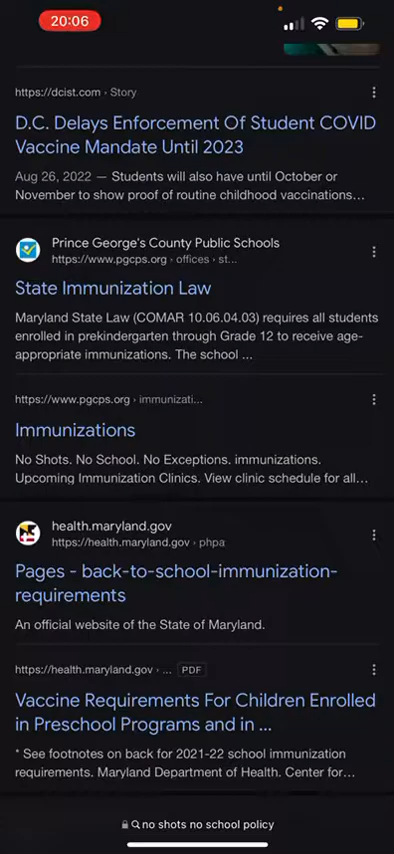 20:06
https://dcist.com › Story
D.C. Delays Enforcement Of Student COVID
Vaccine Mandate Until 2023
Aug 26, 2022 — Students will also have until October or
November to show proof of routine childhood vaccinations...
Prince George's County Public Schools
https://www.pgcps.org › offices › st...
State Immunization Law
Maryland State Law (COMAR 10.06.04.03) requires all students
enrolled in prekindergarten through Grade 12 to receive age-
appropriate immunizations. The school ...
https://www.pgcps.org › immunizati...
Immunizations
No Shots. No School. No Exceptions. immunizations.
Upcoming Immunization Clinics. View clinic schedule for all...
health.maryland.gov
https://health.maryland.gov › phpa
Pages - back-to-school-immunization-
requirements
An official website of the State of Maryland.
https://health.maryland.gov › ... PDF
Vaccine Requirements For Children Enrolled
in Preschool Programs and in ...
* See footnotes on back for 2021-22 school immunization
requirements. Maryland Department of Health. Center for...
no shots no school policy